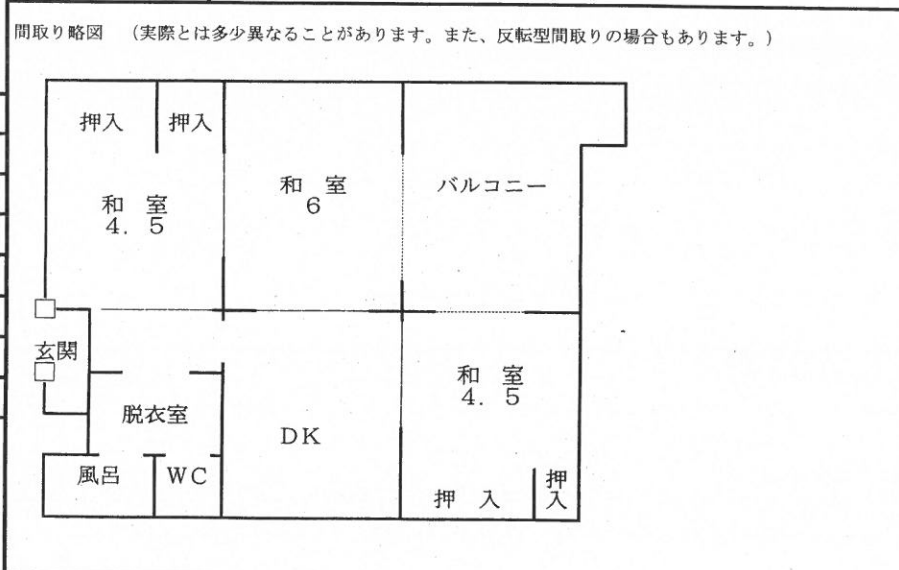 間取り略図 (実際とは多少異なることがあります。また、反転型間取りの場合もあります。)
押入
押入
和 室
4.5
和 室
6
バルコニー
玄関
脱衣室
風呂
WC
DK
和 室
4.5
押 入
押
入